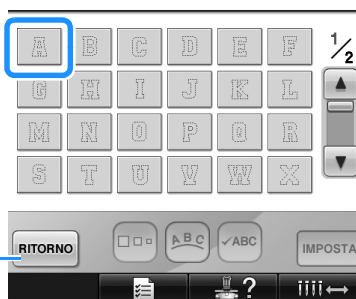 A B C D E F
1/2
G H I J K L
M N O P Q R
S T U V W X
RITORNO
ABC
✓ABC
IMPOSTA
?